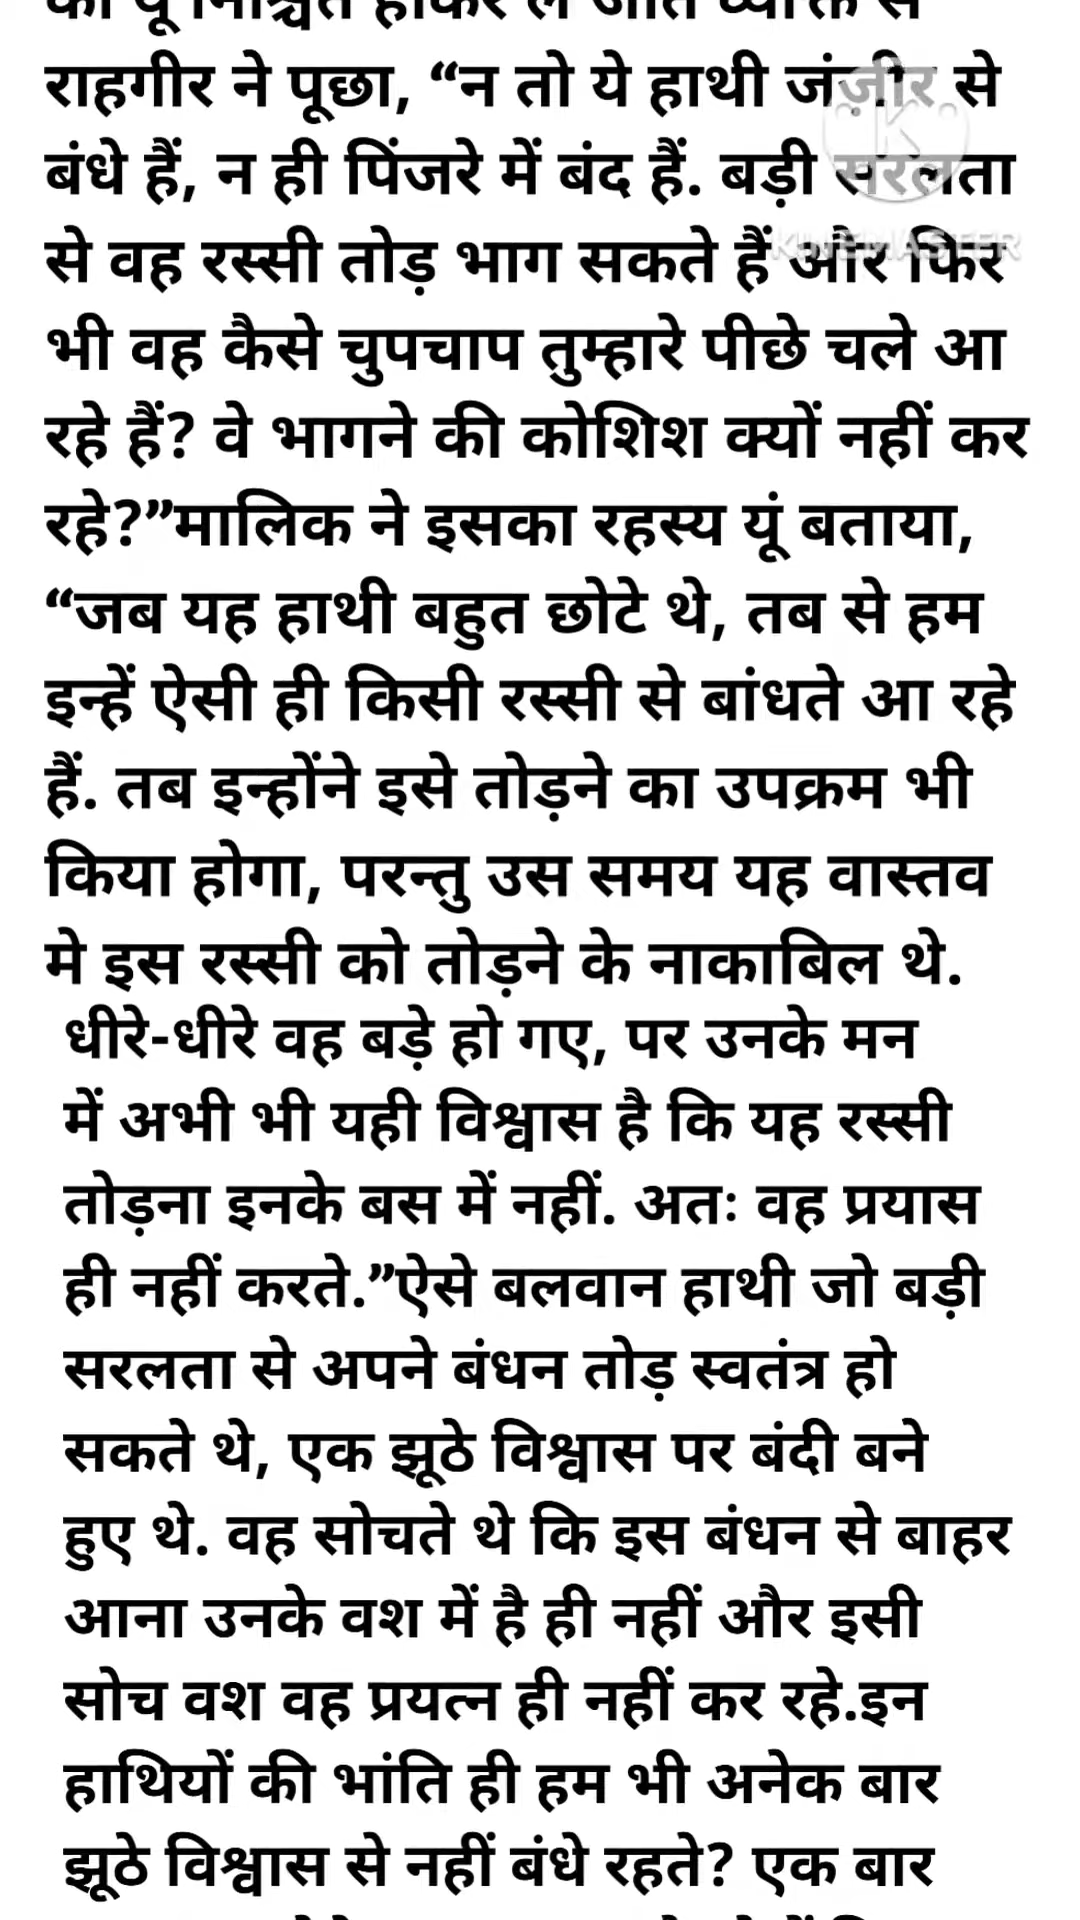 को यूं निश्चिंत होकर ले जाते व्यक्ति से
राहगीर ने पूछा, “न तो ये हाथी जंज़ीर से
बंधे हैं, न ही पिंजरे में बंद हैं. बड़ी सरलता
से वह रस्सी तोड़ भाग सकते हैं और फिर
भी वह कैसे चुपचाप तुम्हारे पीछे चले आ
रहे हैं? वे भागने की कोशिश क्यों नहीं कर
रहे?”मालिक ने इसका रहस्य यूं बताया,
“जब यह हाथी बहुत छोटे थे, तब से हम
इन्हें ऐसी ही किसी रस्सी से बांधते आ रहे
हैं. तब इन्होंने इसे तोड़ने का उपक्रम भी
किया होगा, परन्तु उस समय यह वास्तव
मे इस रस्सी को तोड़ने के नाकाबिल थे.
धीरे-धीरे वह बड़े हो गए, पर उनके मन
में अभी भी यही विश्वास है कि यह रस्सी
तोड़ना इनके बस में नहीं. अतः वह प्रयास
ही नहीं करते.”ऐसे बलवान हाथी जो बड़ी
सरलता से अपने बंधन तोड़ स्वतंत्र हो
सकते थे, एक झूठे विश्वास पर बंदी बने
हुए थे. वह सोचते थे कि इस बंधन से बाहर
आना उनके वश में है ही नहीं और इसी
सोच वश वह प्रयत्न ही नहीं कर रहे.इन
हाथियों की भांति ही हम भी अनेक बार
झूठे विश्वास से नहीं बंधे रहते? एक बार
K
KINEMASTER